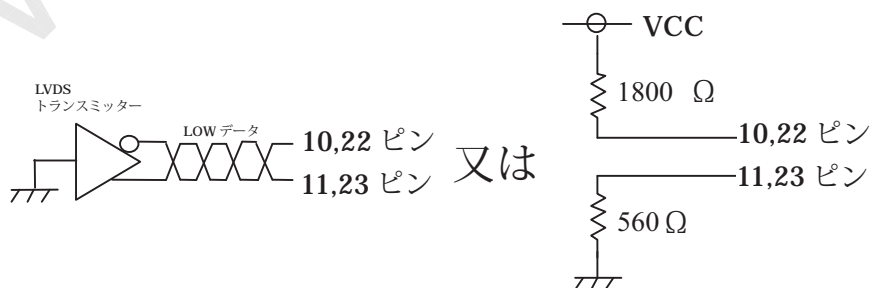 VCC
LVDS
トランスミッター
1800 Ω
LOW データ
10,22 ピン
11,23 ピン
又は
10,22 ピン
11,23 ピン
560 Ω